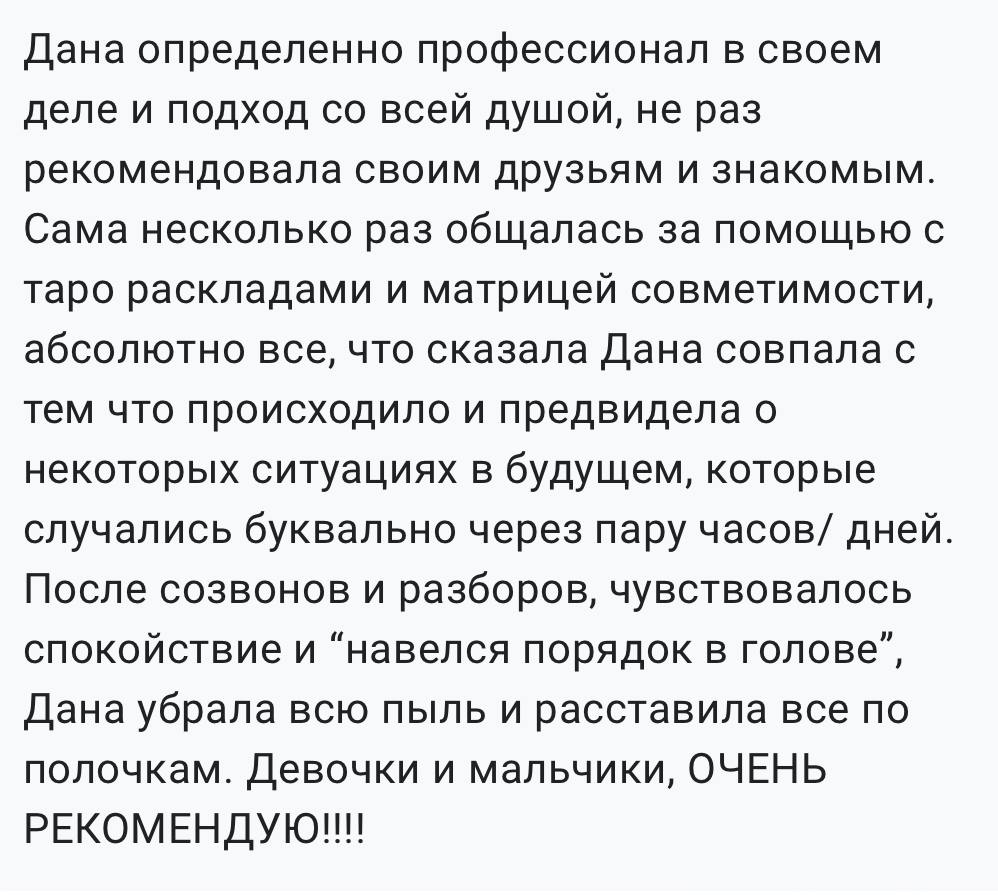 Дана определенно профессионал в своем
деле и подход со всей душой, не раз
рекомендовала своим друзьям и знакомым.
Сама несколько раз общалась за помощью с
таро раскладами и матрицей совметимости,
абсолютно все, что сказала Дана совпала с
тем что происходило и предвидела о
некоторых ситуациях в будущем, которые
случались буквально через пару часов/ дней.
После созвонов и разборов, чувствовалось
спокойствие и “навелся порядок в голове”,
Дана убрала всю пыль и расставила все по
полочкам. Девочки и мальчики, ОЧЕНЬ
РЕКОМЕНДУЮ!!!!